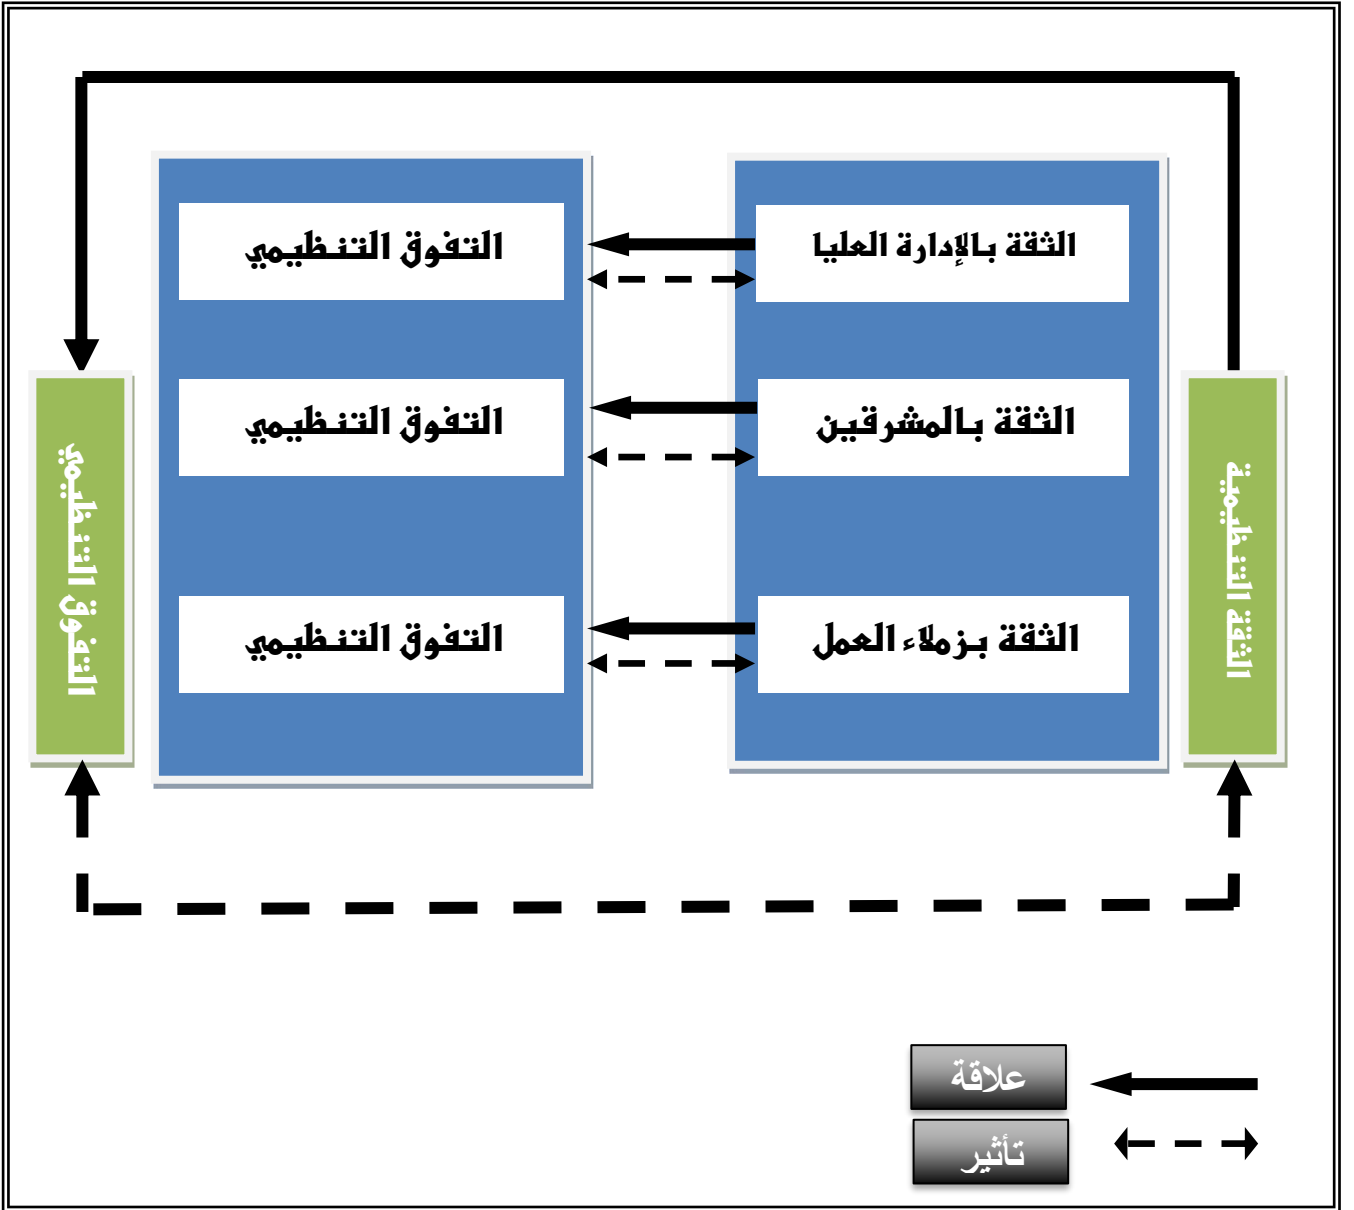 الثقة بالإدارة العليا
التفوق التنظيمي
الثقة بالمشرقين
التفوق التنظيمي
الثقة بزملاء العمل
التفوق التنظيمي
الثقة التنظيمية
التفوق التنظيمي
علاقة
تأثير